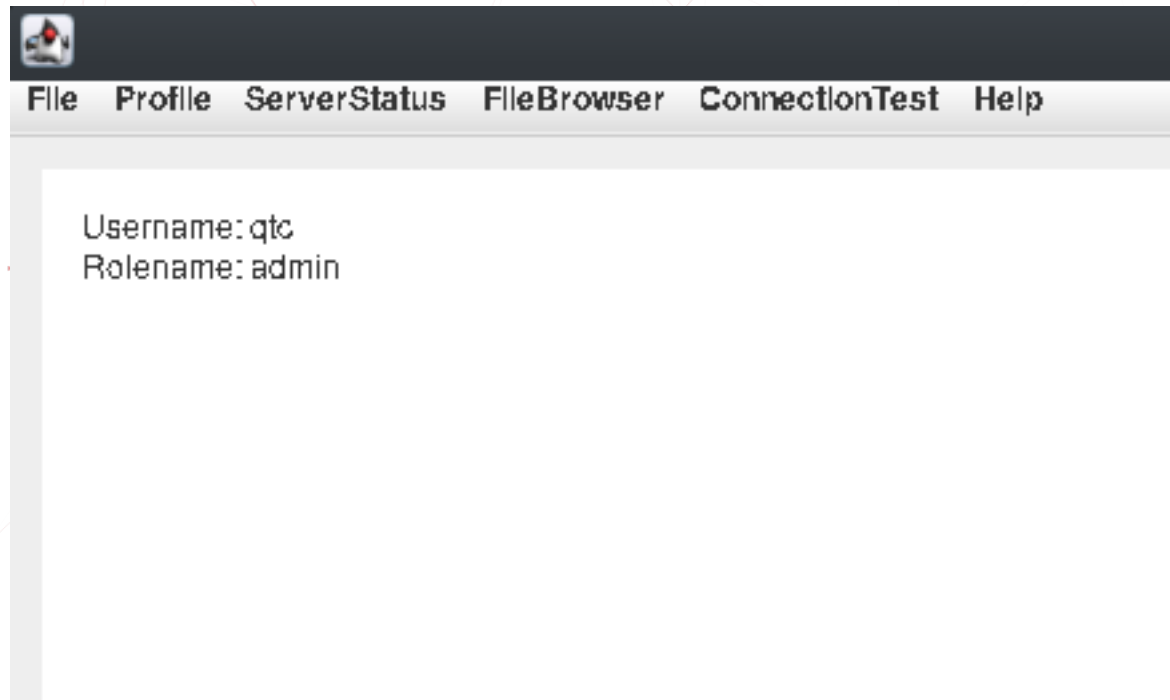 File Profile ServerStatus FileBrowser ConnectionTest Help
Username: qtc
Rolename: admin